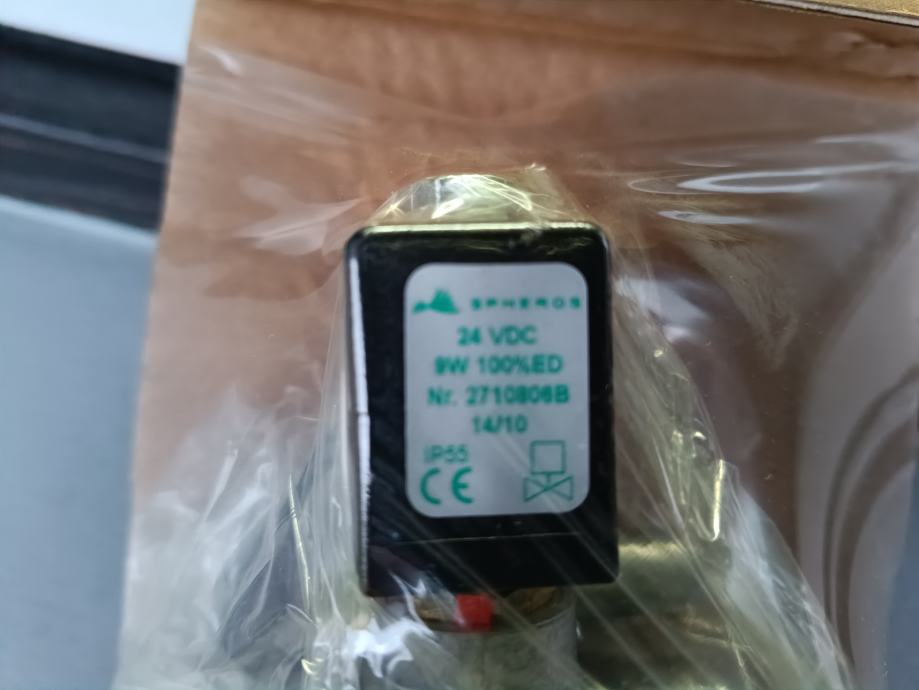 SPHEROS
24 VDC
9W 100%ED
Nr. 2710806B
14/10
IP55
CE